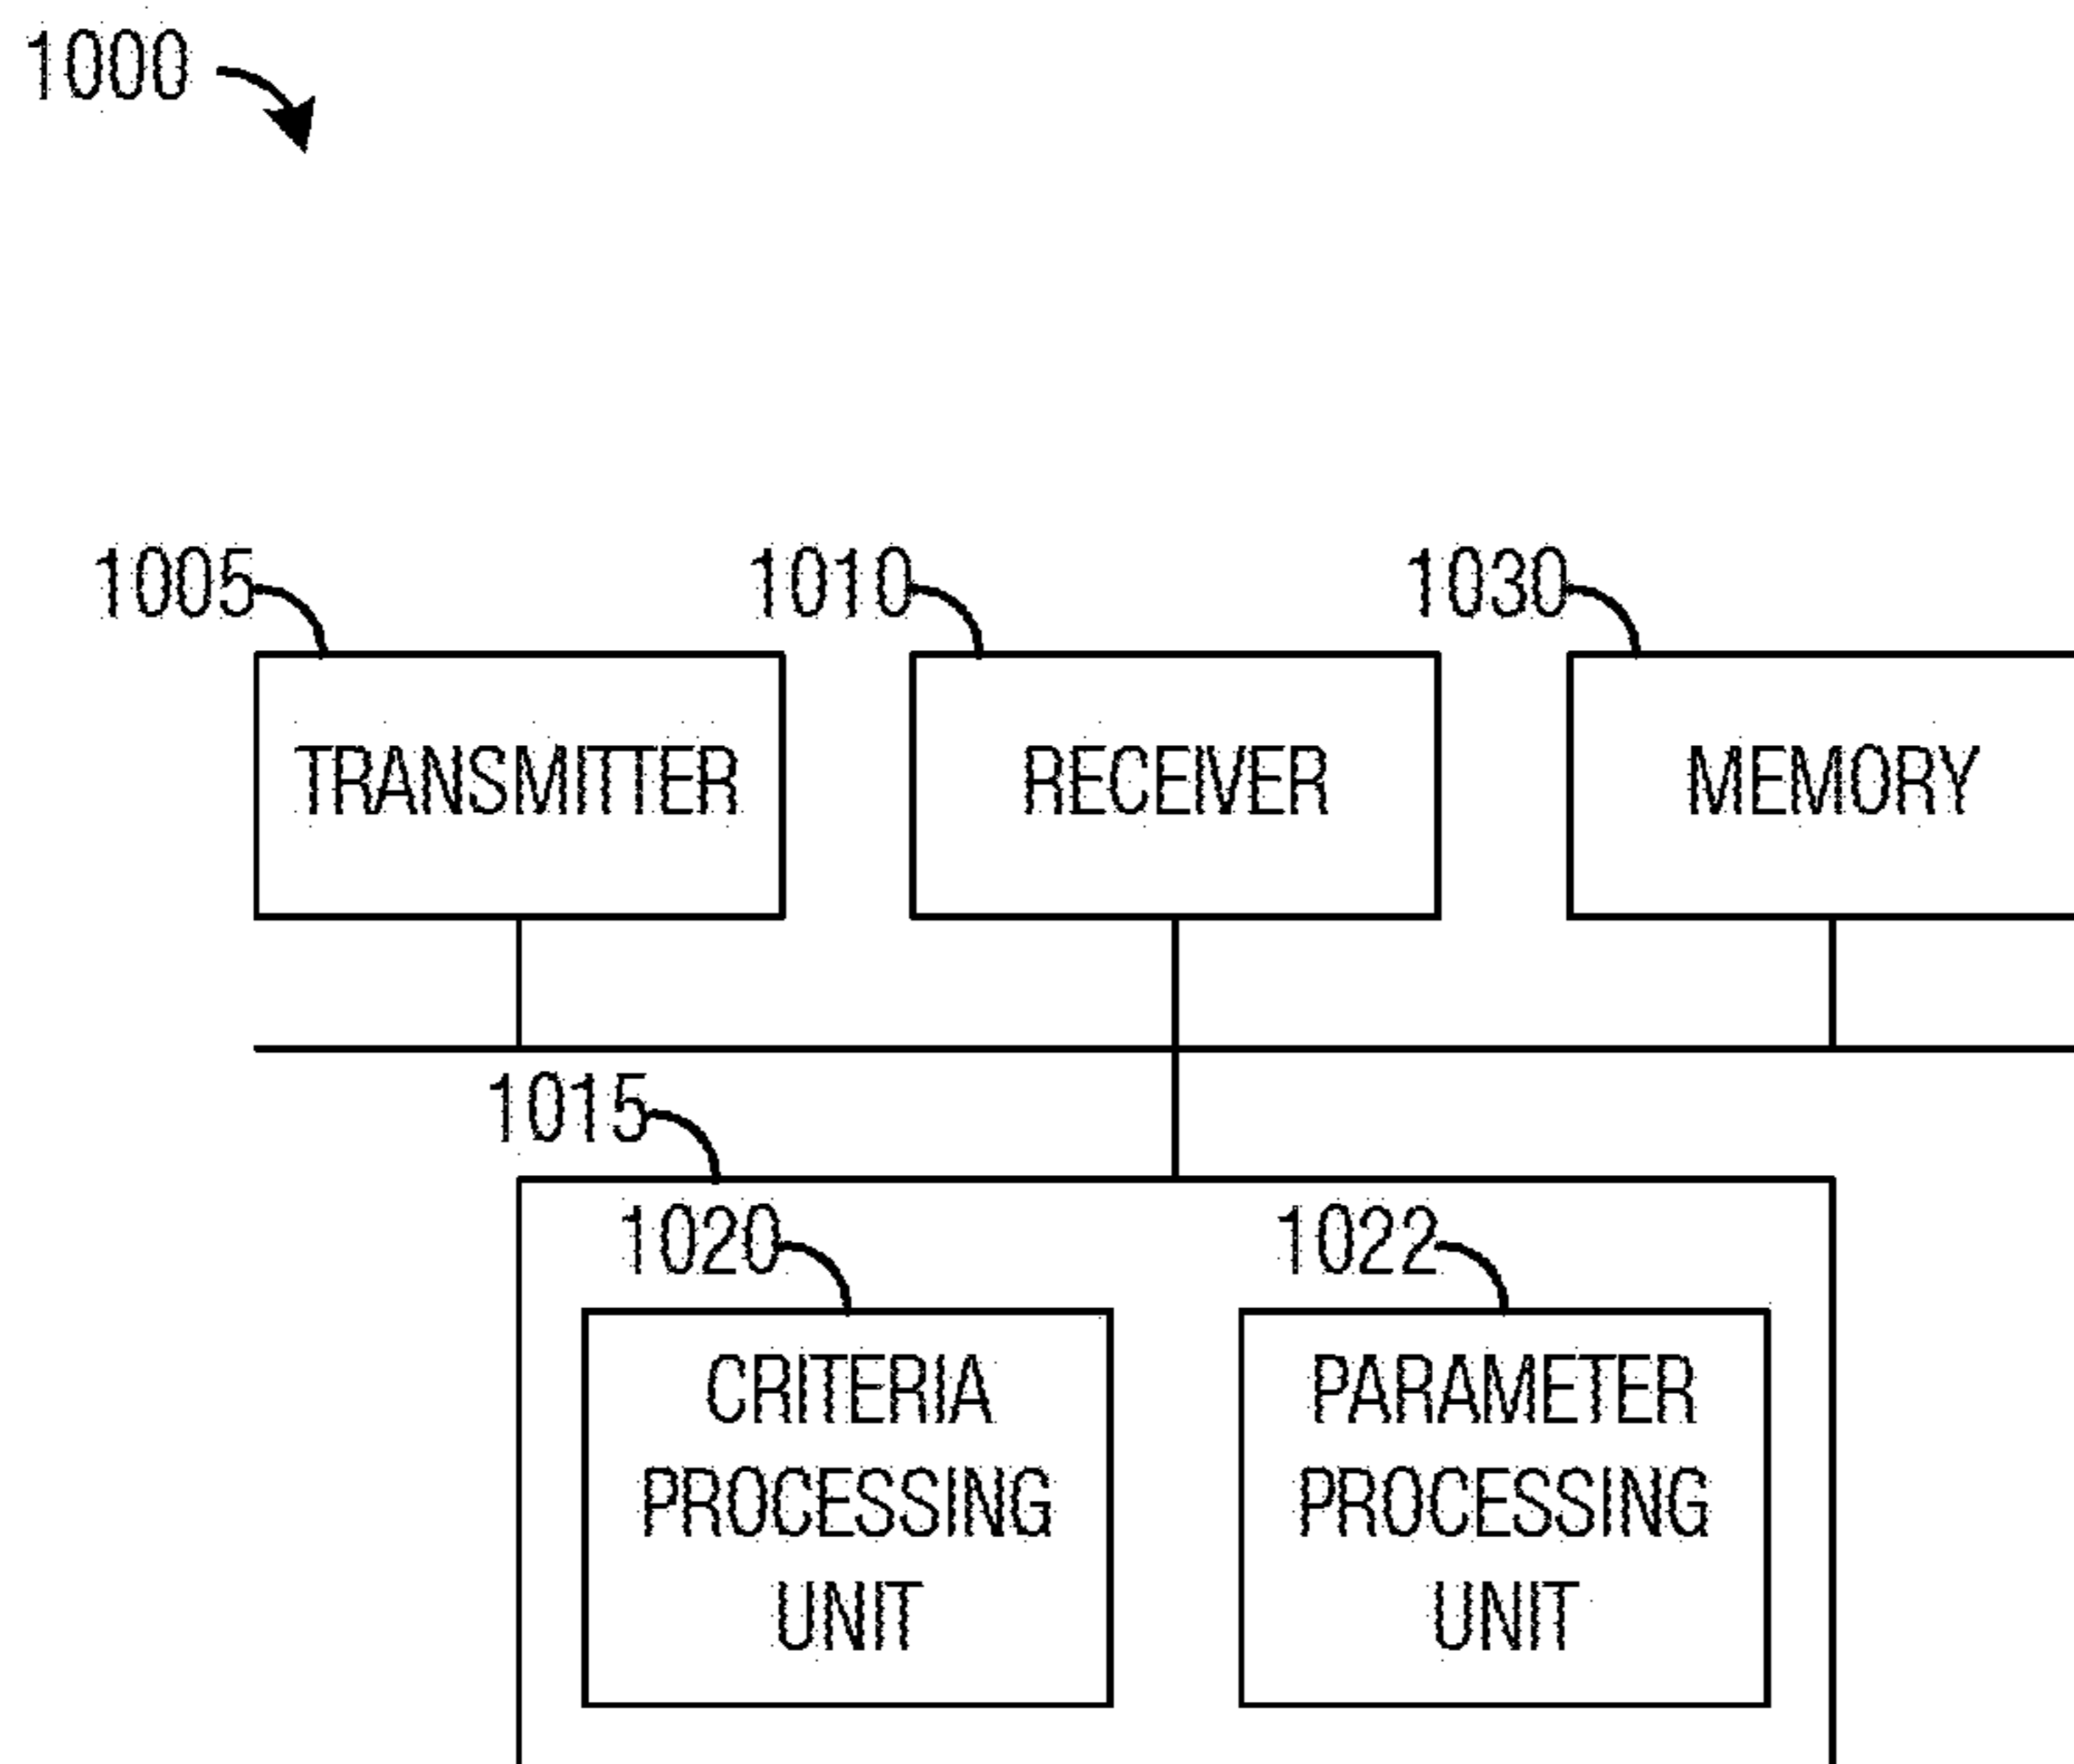 1000
1005
1010
1030
TRANSMITTER
RECEIVER
MEMORY
1015
1020
1022
CRITERIA
PROCESSING
UNIT
PARAMETER
PROCESSING
UNIT